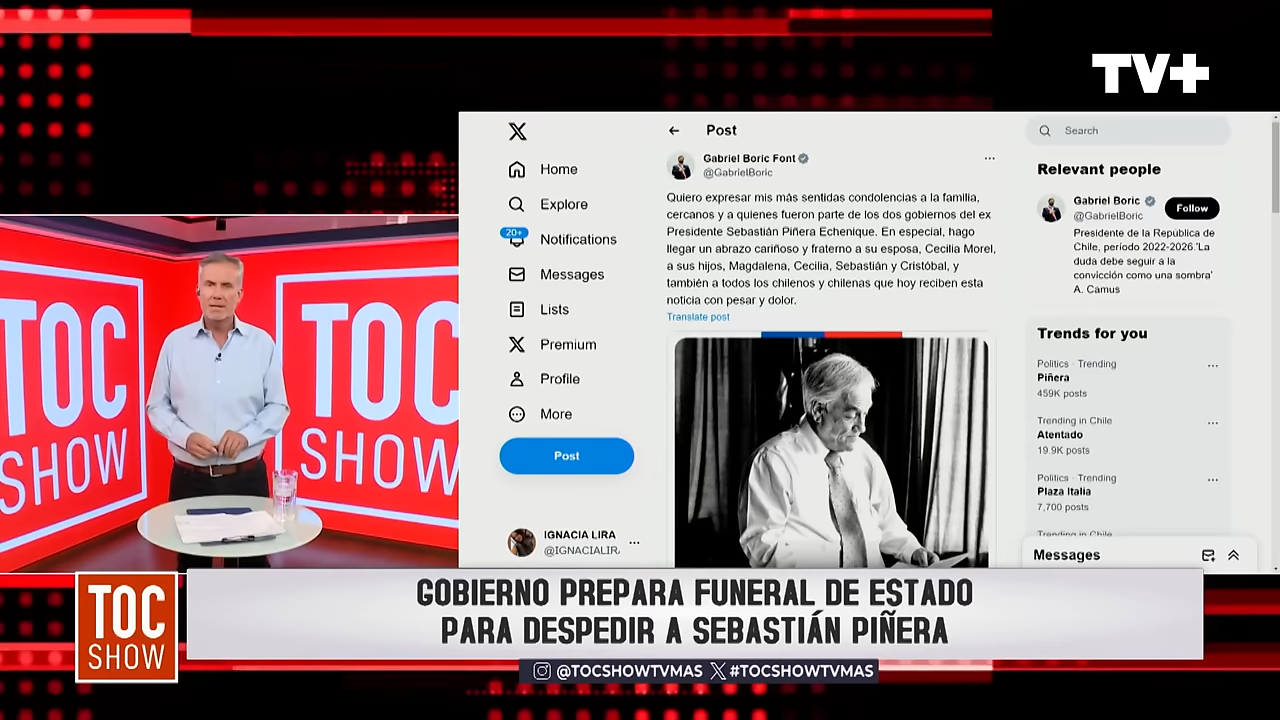 TV+
Post
Search
Home
Explore
20+
Notifications
Messages
Lists
Premium
Profile
More
Post
IGNACIA LIRA
@IGNACIALIR
Gabriel Boric Font
@GabrielBoric
Quiero expresar mis más sentidas condolencias a la familia,
cercanos y a quienes fueron parte de los dos gobiernos del ex
Presidente Sebastián Piñera Echenique. En especial, hago
llegar un abrazo cariñoso y fraterno a su esposa, Cecilia Morel,
a sus hijos, Magdalena, Cecilia, Sebastián y Cristóbal, y
también a todos los chilenos y chilenas que hoy reciben esta
noticia con pesar y dolor.
Translate post
Relevant people
Gabriel Boric
@GabrielBoric
Follow
Presidente de la Republica de
Chile, período 2022-2026.'La
duda debe seguir a la
convicción como una sombra'
A. Camus
Trends for you
Politics · Trending
Piñera
459K posts
Trending in Chile
Atentado
19.9K posts
Politics · Trending
Plaza Italia
7,700 posts
Trending in Chile
Messages
TOC
SHOW
TOC
SHOW
TOC
SHOW
GOBIERNO PREPARA FUNERAL DE ESTADO
PARA DESPEDIR A SEBASTIÁN PIÑERA
@TOCSHOWTVMAS X #TOCSHOWTVMAS